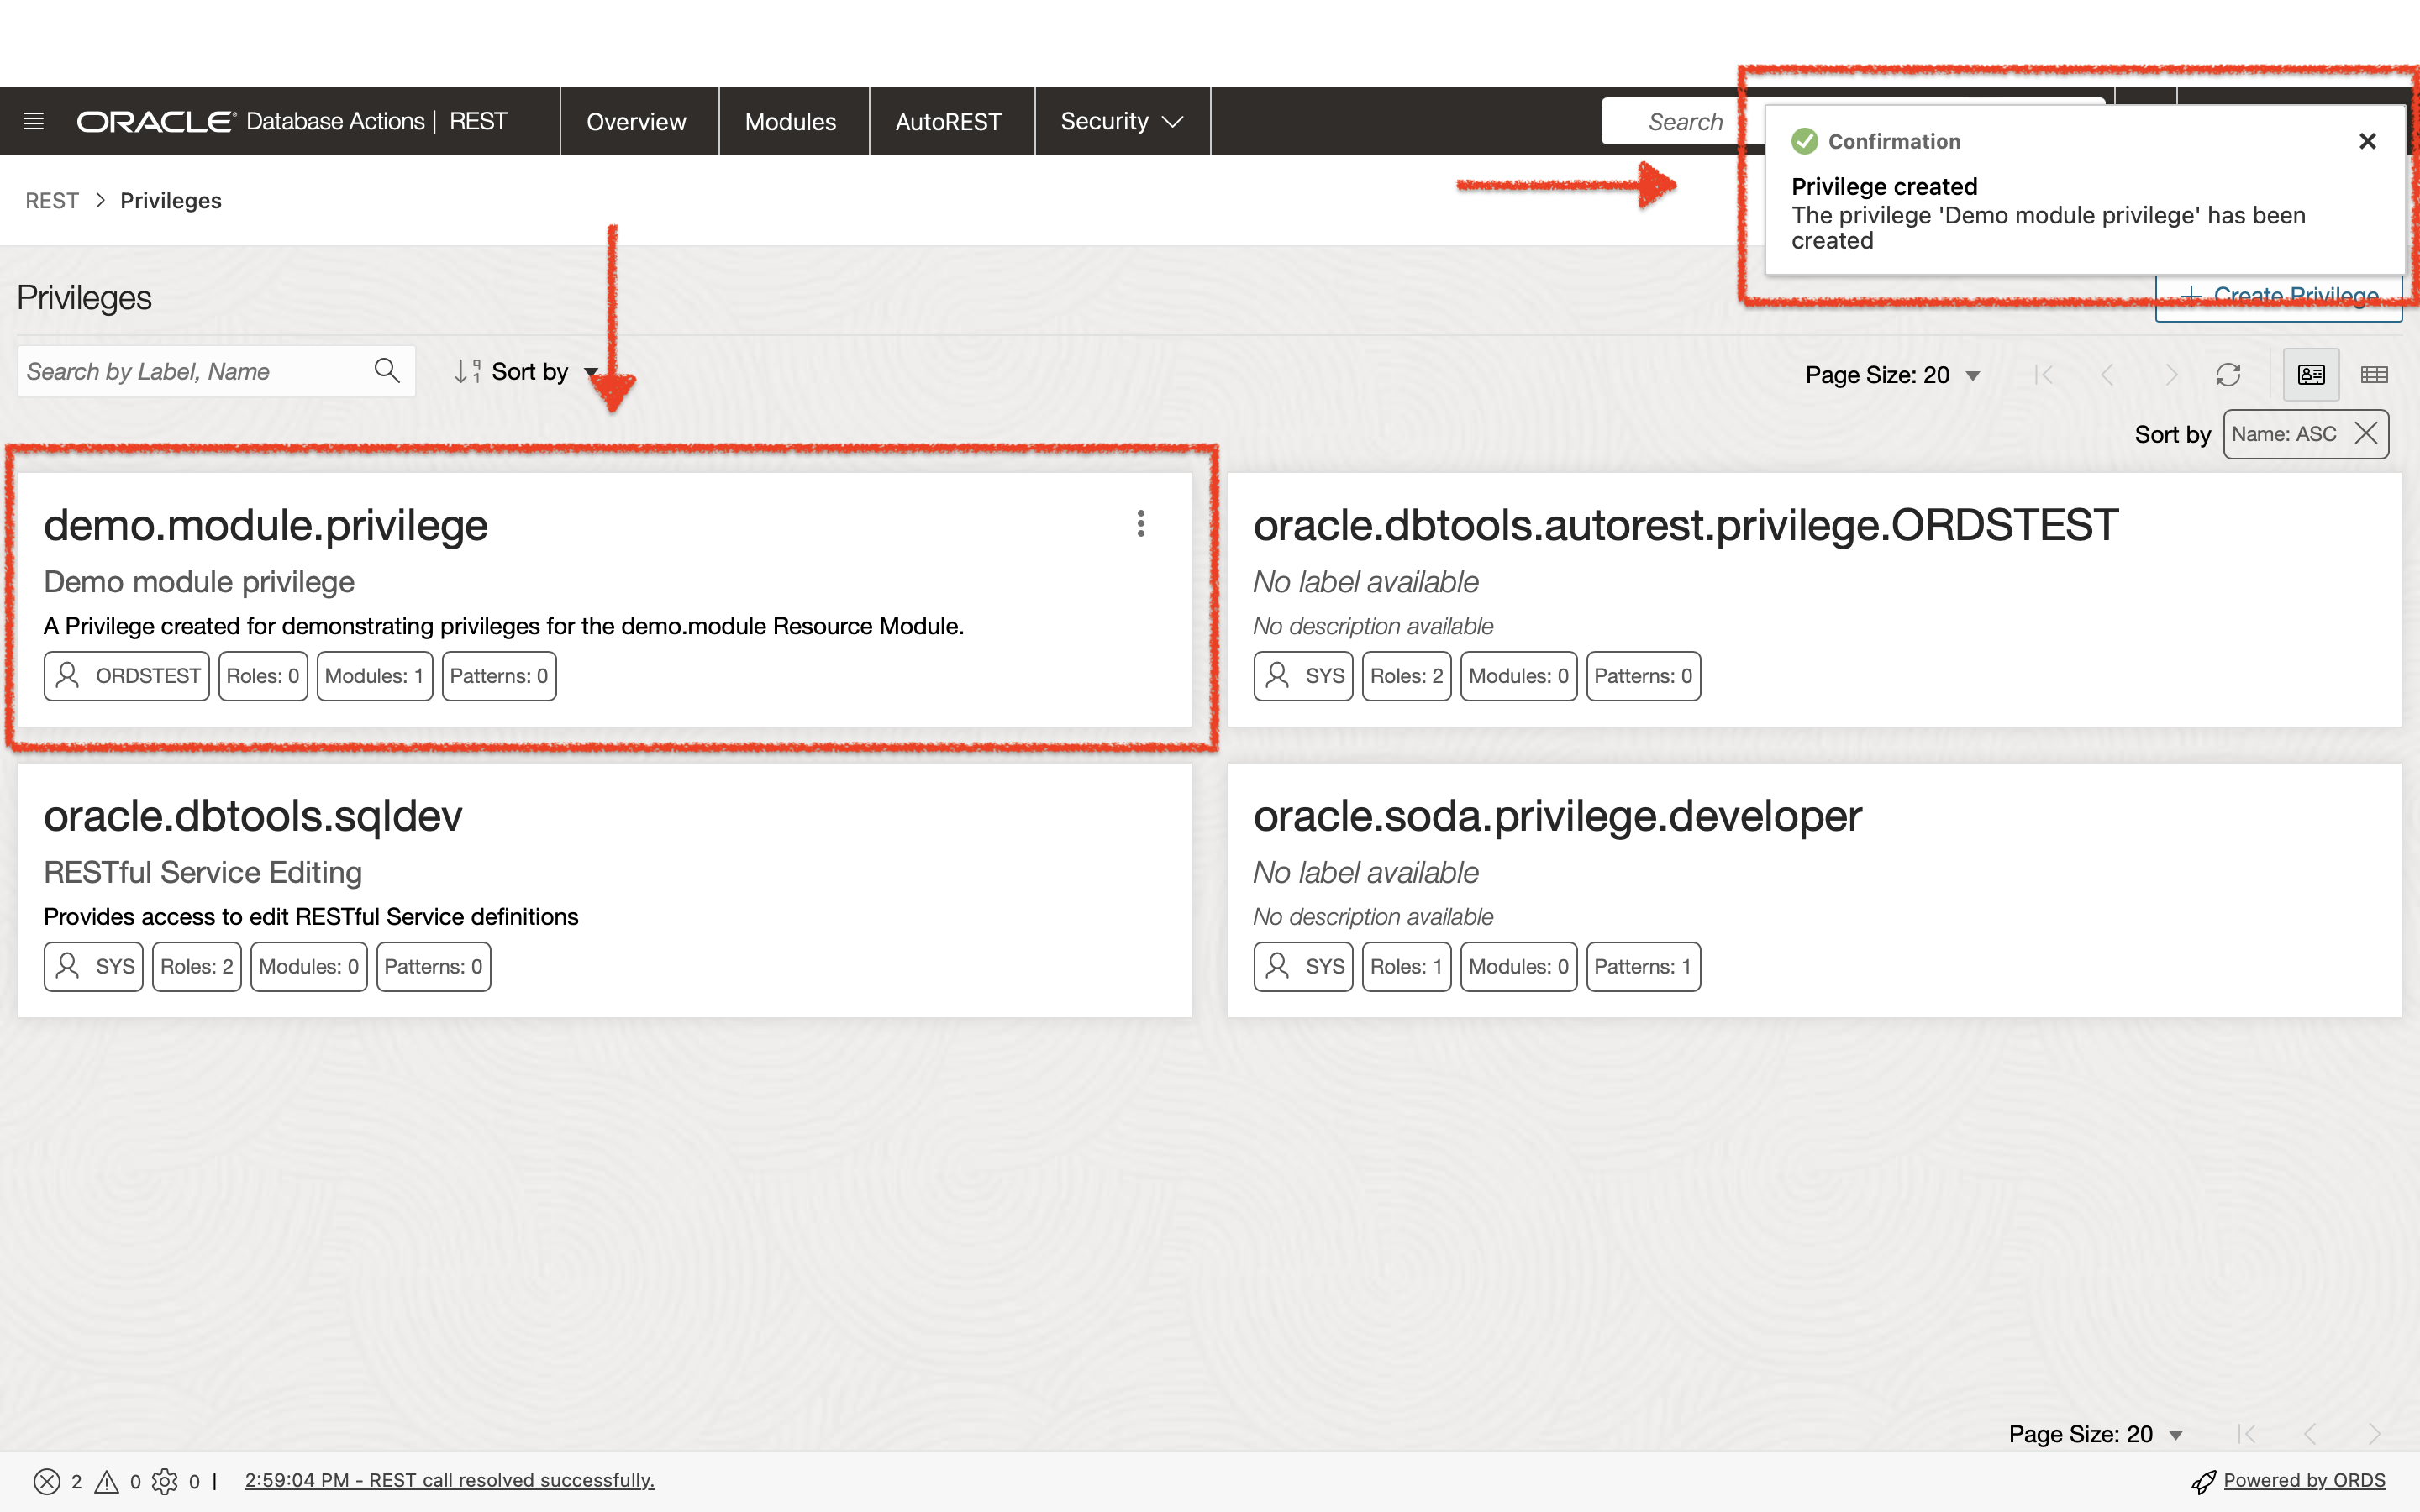 ORACLE Database Actions | REST
Overview
Modules
AutoREST
Security
Search
Confirmation
Privilege created
The privilege 'Demo module privilege' has been
created
REST > Privileges
Privileges
Create Privilege
Search by Label, Name
Sort by
Page Size: 20
Sort by
Name: ASC
demo.module.privilege
Demo module privilege
A Privilege created for demonstrating privileges for the demo.module Resource Module.
ORDSTEST
Roles: 0
Modules: 1
Patterns: 0
oracle.dbtools.autorest.privilege.ORDSTEST
No label available
No description available
SYS
Roles: 2
Modules: 0
Patterns: 0
oracle.dbtools.sqldev
RESTful Service Editing
Provides access to edit RESTful Service definitions
SYS
Roles: 2
Modules: 0
Patterns: 0
oracle.soda.privilege.developer
No label available
No description available
SYS
Roles: 1
Modules: 0
Patterns: 1
Page Size: 20
2 0 0 | 2:59:04 PM - REST call resolved successfully.
Powered by ORDS